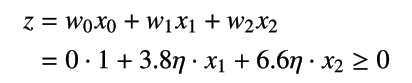 z = w₀x₀ + w₁x₁ + w₂x₂
= 0 · 1 + 3.8η · x₁ + 6.6η · x₂ ≥ 0